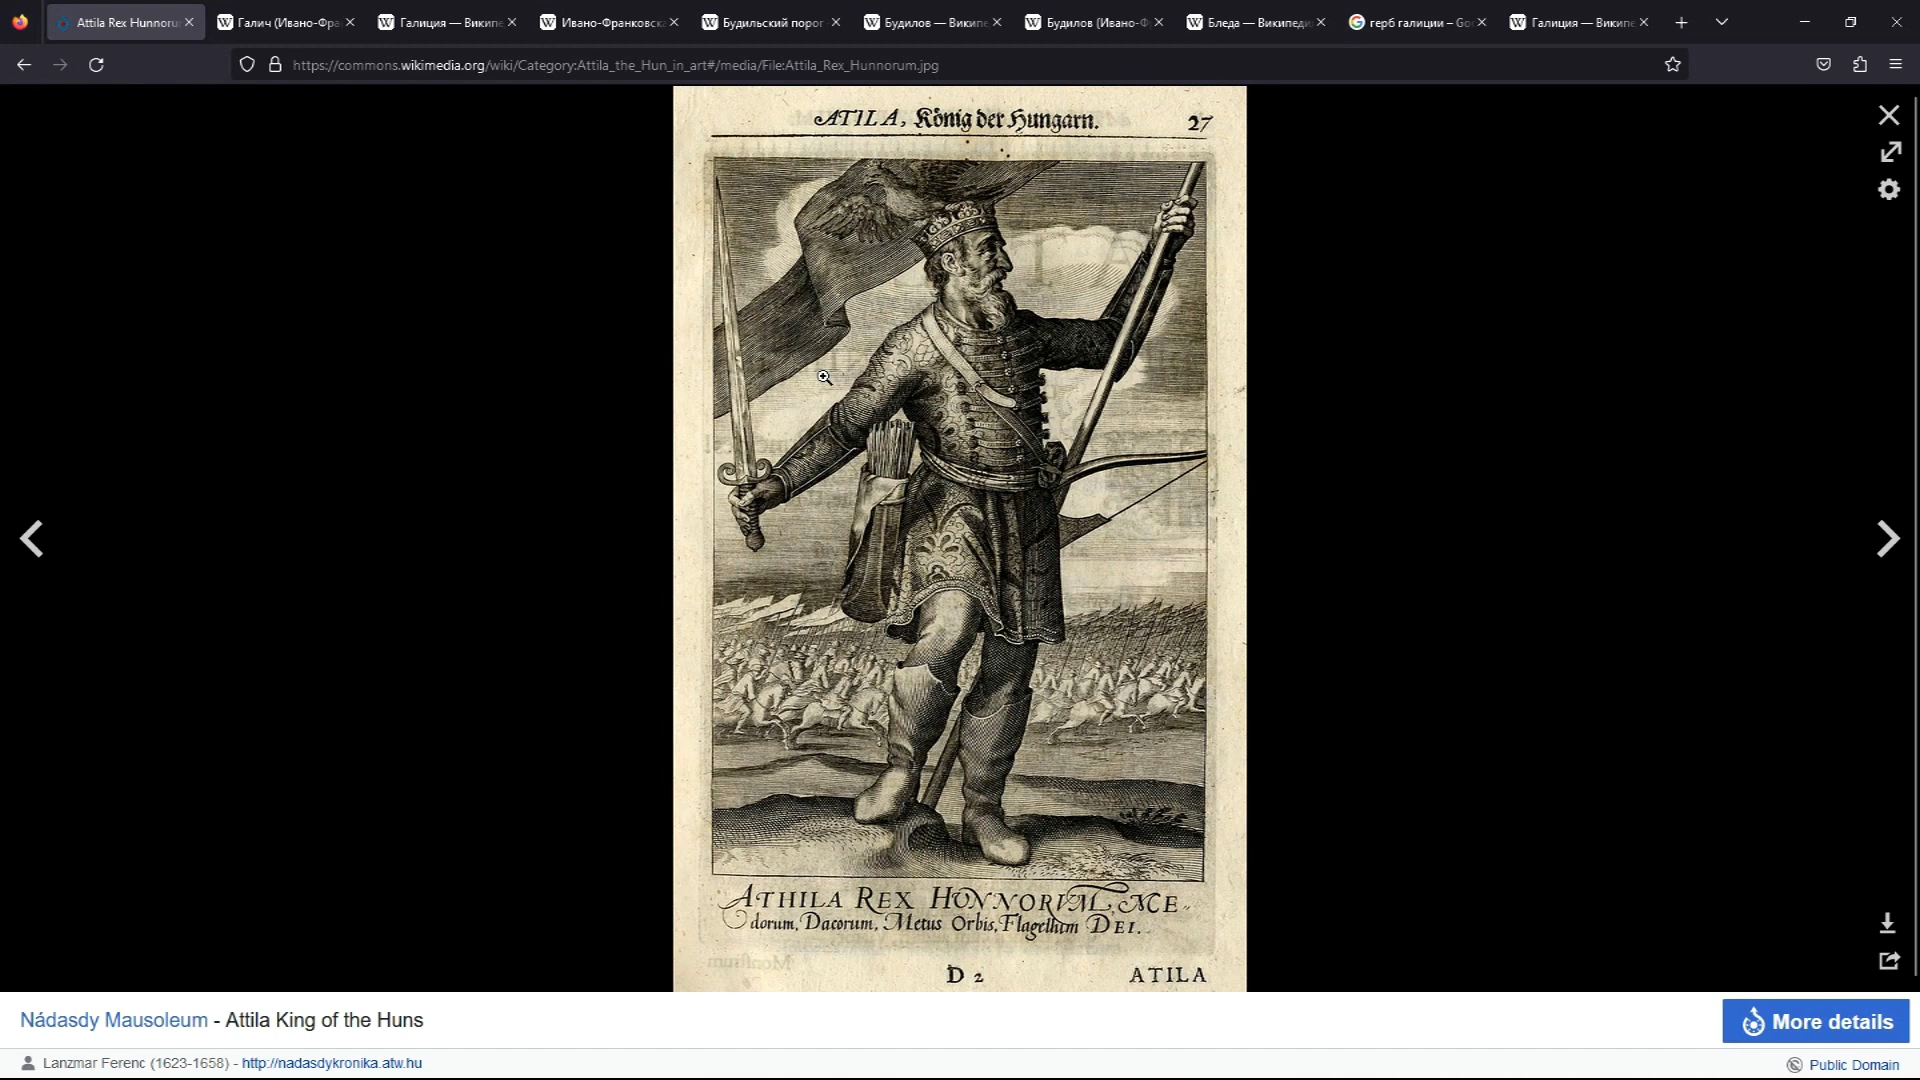 Attila Rex Hunnoru
Галич (Ивано-Фра
Галиция — Википе
Ивано-Франковска
Будильский порог
Будилов — Википе
Будилов (Ивано-Ф
Бледа — Википеди
герб галиции – Go
Галиция — Википе
https://commons.wikimedia.org/wiki/Category:Attila_the_Hun_in_art#/media/File:Attila_Rex_Hunnorum.jpg
ATILA, König der Hungarn. 27
ATHILA REX HVNNORVM, ME-
dorum, Dacorum, Metus Orbis, Flagellum DEI.
D 2 ATILA
Nádasdy Mausoleum - Attila King of the Huns
More details
Lanzmar Ferenc (1623-1658) - http://nadasdykronika.atw.hu
Public Domain